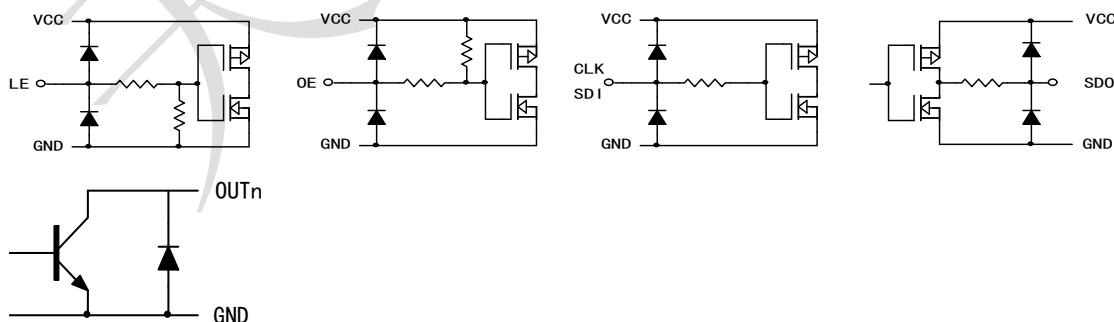 VCC
LE
GND
VCC
OE
GND
VCC
CLK
SDI
GND
VCC
SDO
GND
OUTn
GND